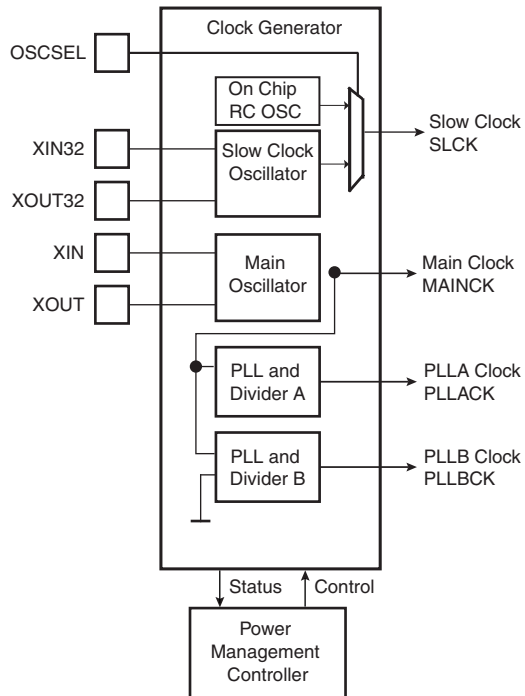 Clock Generator
OSCSEL
On Chip
RC OSC
Slow Clock
SLCK
XIN32
Slow Clock
Oscillator
XOUT32
XIN
Main
Oscillator
Main Clock
MAINCK
XOUT
PLL and
Divider A
PLLA Clock
PLLACK
PLL and
Divider B
PLLB Clock
PLLBCK
Status
Control
Power
Management
Controller